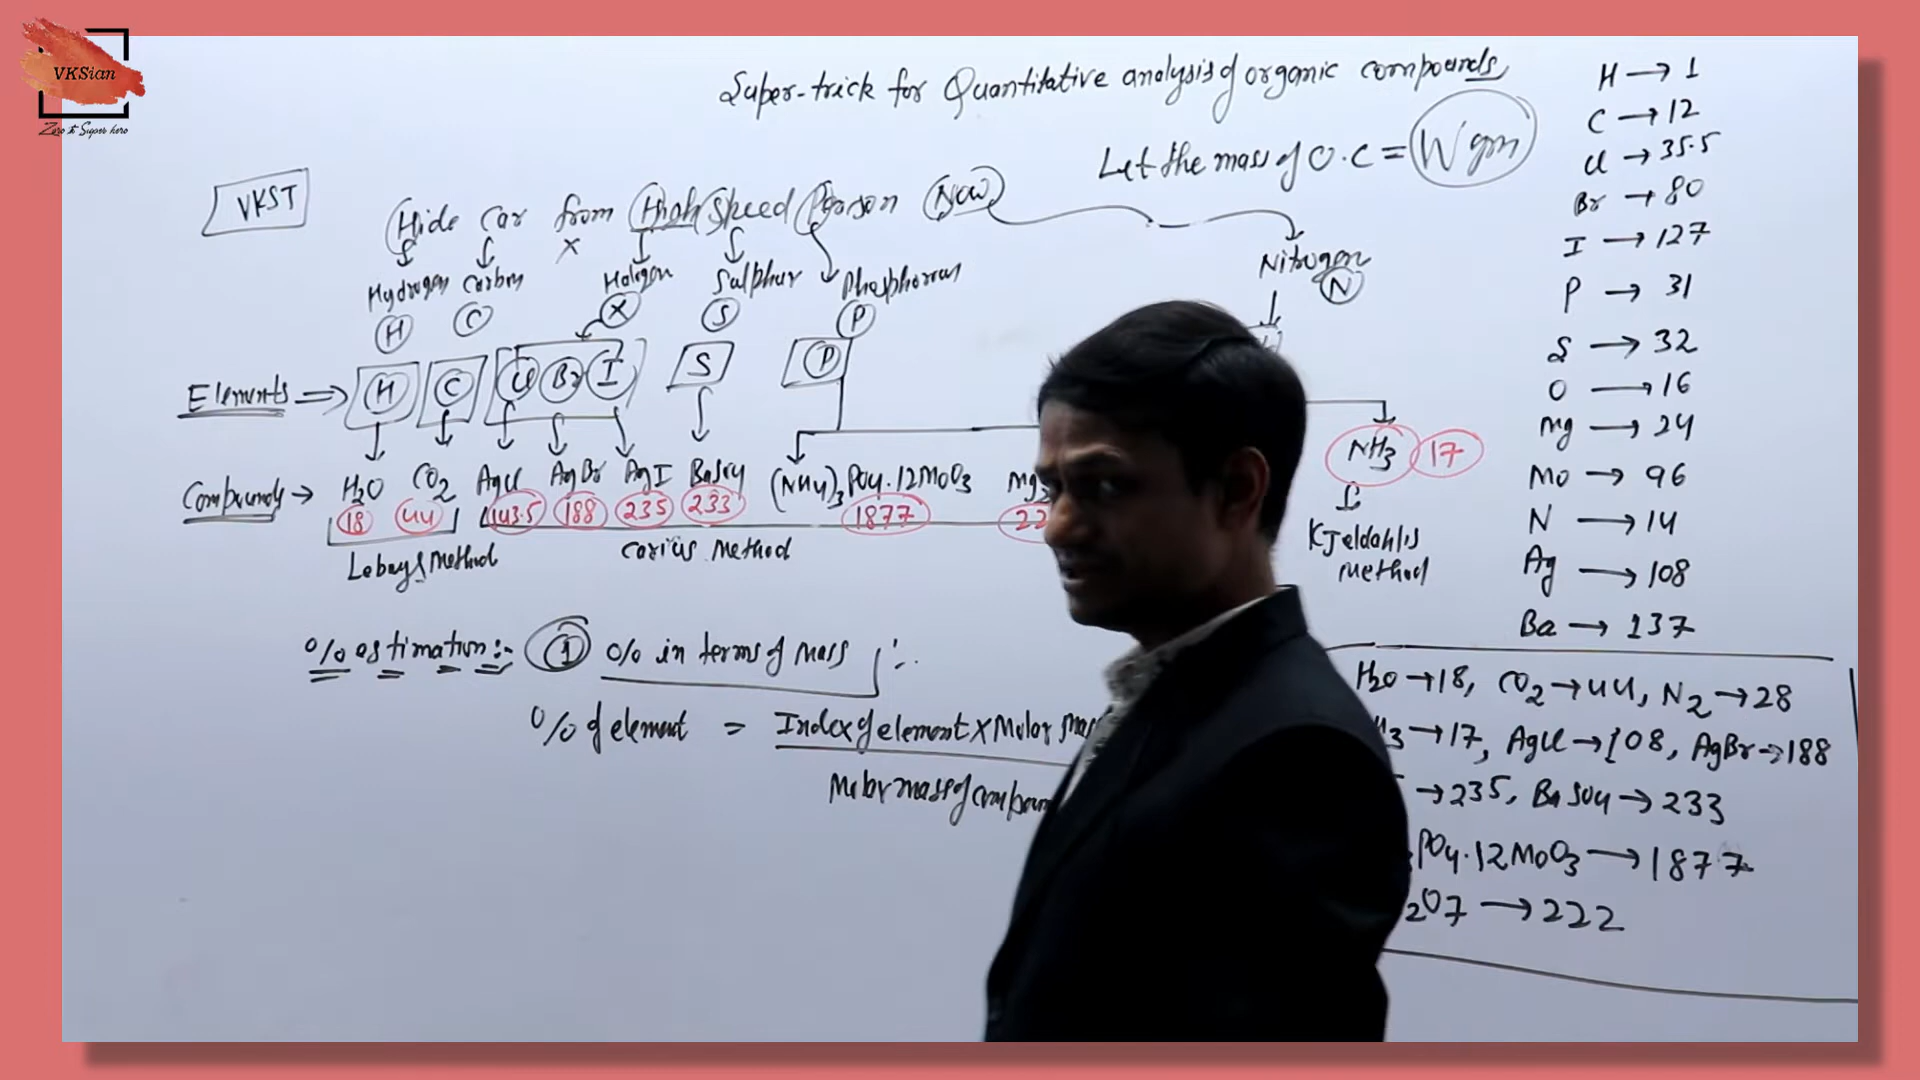 VKSian
Zero to Super hero
Super-trick for Quantitative analysis of organic compounds
Let the mass of O.C = W gm
VKST
Hide Car from High Speed Person Now
x
Hydrogen Carbon Halogen Sulphur Phosphorous Nitrogen
H C X S P N
Elements ⇒ H C Cl Br I S P
Compounds → H2O CO2 AgCl AgBr AgI BaSO4 (NH4)3PO4.12MoO3 NH3 17
18 44 143.5 188 235 233 1877
Lebay's Method Carius Method Kjeldahl's
Method
% estimation:- 1 % in terms of mass :-
% of element = Index of element X Molar
Molar mass of
H → 1
C → 12
Cl → 35.5
Br → 80
I → 127
P → 31
S → 32
O → 16
Mg → 24
Mo → 96
N → 14
Ag → 108
Ba → 137
H2O → 18, CO2 → 44, N2 → 28
3 → 17, AgCl → 108, AgBr → 188
→ 235, BaSO4 → 233
PO4.12MoO3 → 1877
2O7 → 222